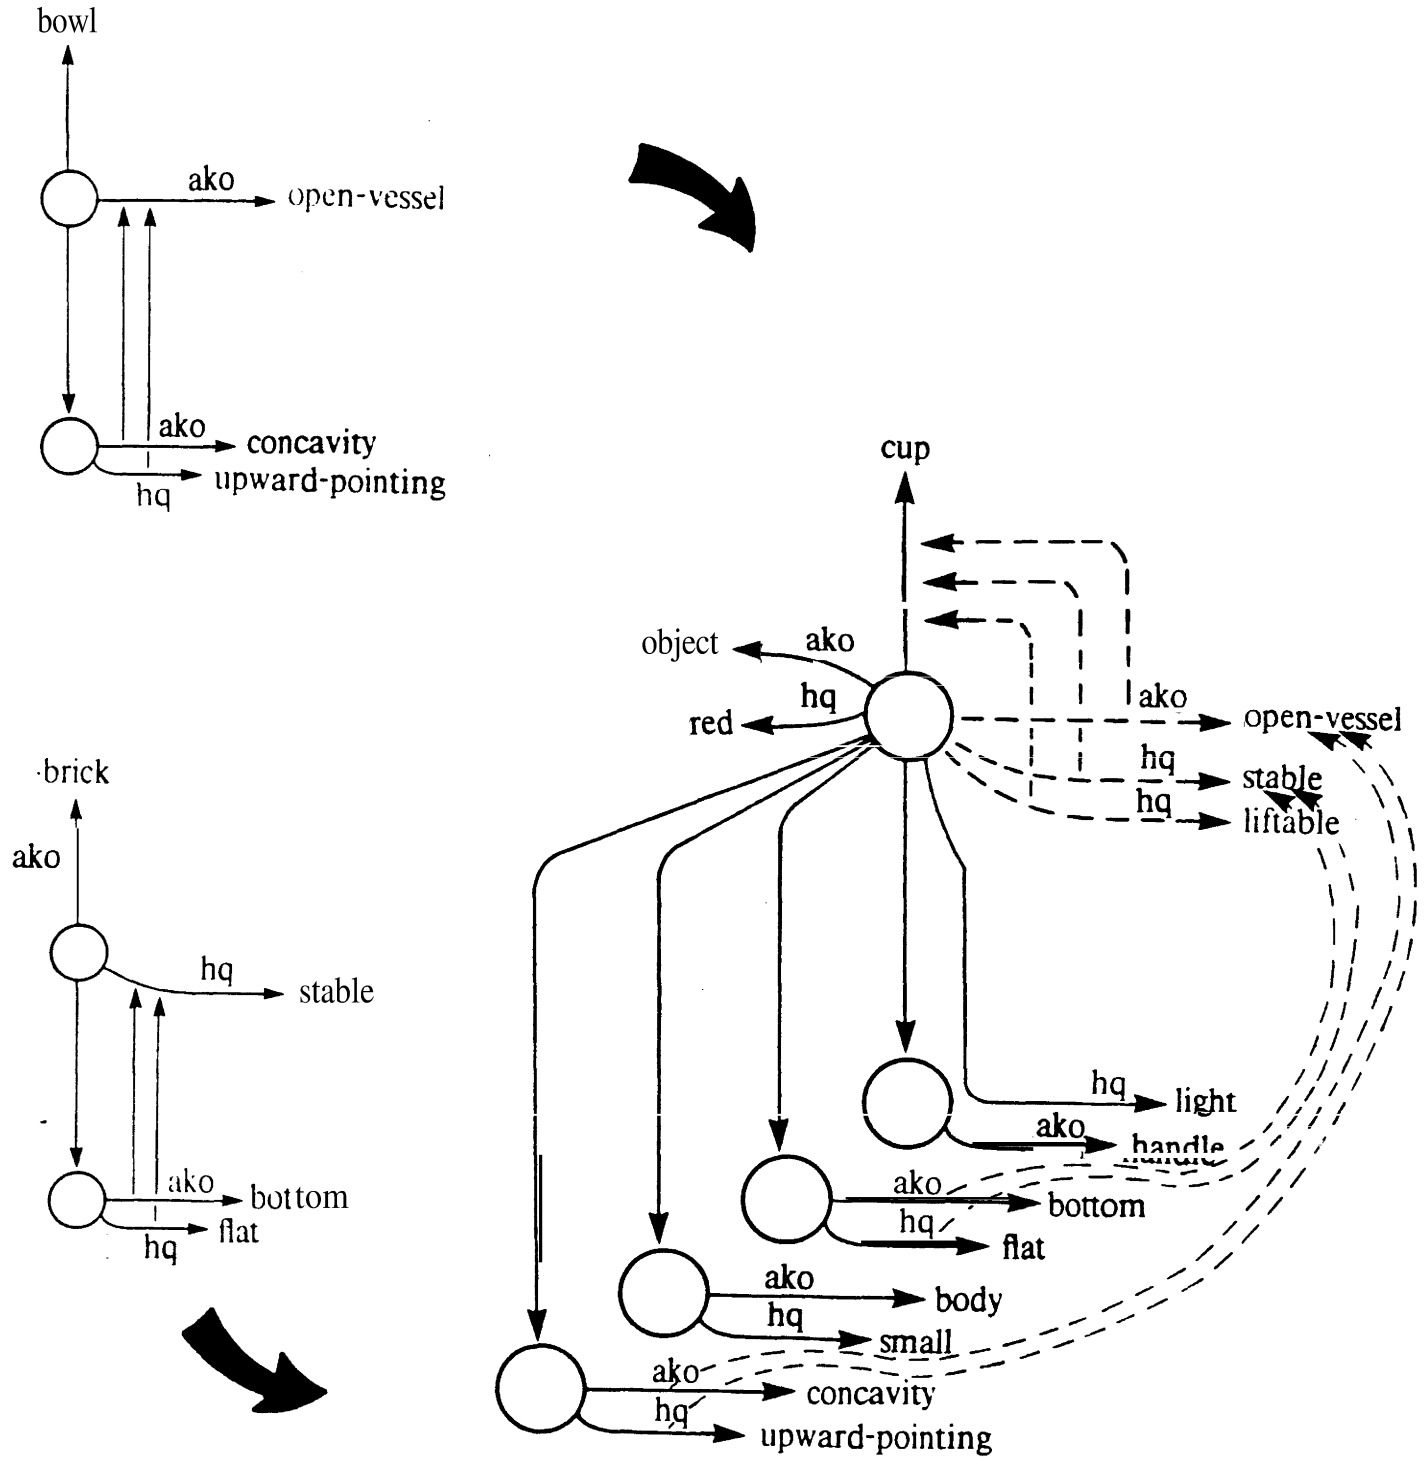 bowl
ako
open-vessel
ako
concavity
upward-pointing
hq
cup
object
ako
hq
red
ako
open-vessel
hq
stable
hq
liftable
brick
ako
hq
stable
ako
bottom
flat
hq
hq
light
ako
handle
ako
bottom
hq
flat
ako
body
hq
small
ako
concavity
hq
upward-pointing